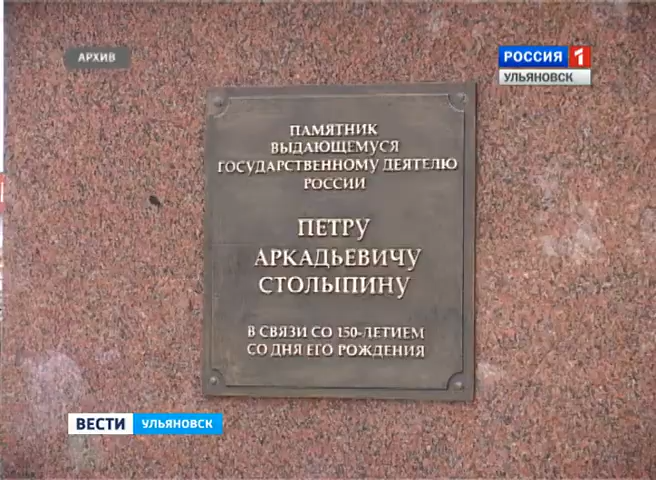 АРХИВ
РОССИЯ 1
УЛЬЯНОВСК
ПАМЯТНИК
ВЫДАЮЩЕМУСЯ
ГОСУДАРСТВЕННОМУ ДЕЯТЕЛЮ
РОССИИ
ПЕТРУ
АРКАДЬЕВИЧУ
СТОЛЫПИНУ
В СВЯЗИ СО 150-ЛЕТИЕМ
СО ДНЯ ЕГО РОЖДЕНИЯ
ВЕСТИ УЛЬЯНОВСК